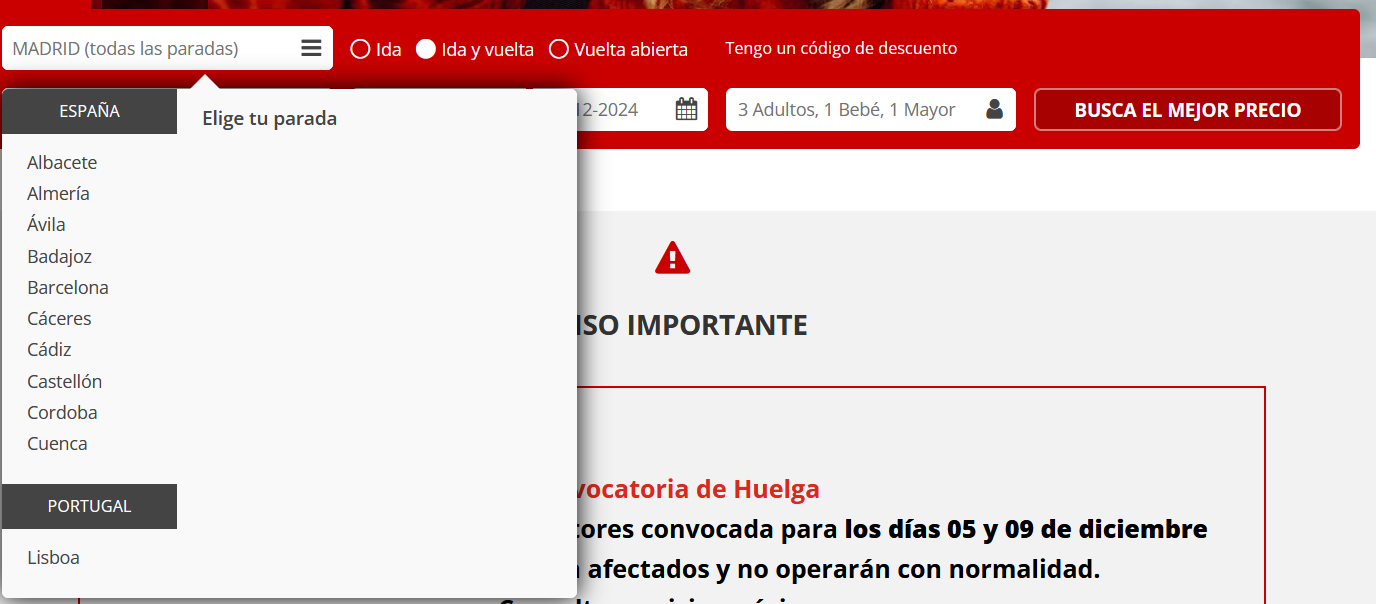 MADRID (todas las paradas)
Ida
Ida y vuelta
Vuelta abierta
Tengo un código de descuento
12-2024
3 Adultos, 1 Bebé, 1 Mayor
BUSCA EL MEJOR PRECIO
ESPAÑA
Elige tu parada
Albacete
Almería
Ávila
Badajoz
Barcelona
Cáceres
Cádiz
Castellón
Cordoba
Cuenca
PORTUGAL
Lisboa
ISO IMPORTANTE
vocatoria de Huelga
tores convocada para los días 05 y 09 de diciembre
afectados y no operarán con normalidad.